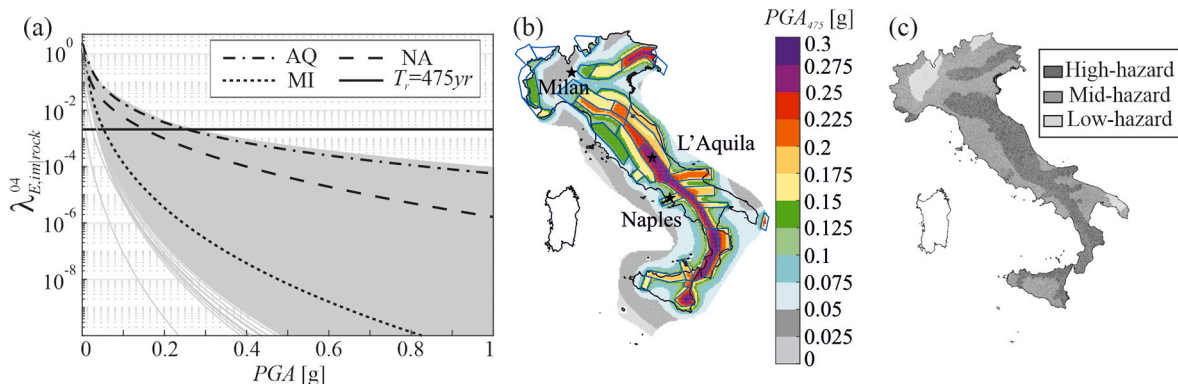 (a)
λ^04_E,im|rock
10^0
10^-2
10^-4
10^-6
10^-8
AQ
NA
MI
T_r=475yr
0
0.2
0.4
0.6
0.8
1
PGA [g]
(b)
Milan
L'Aquila
Naples
PGA_475 [g]
0.3
0.275
0.25
0.225
0.2
0.175
0.15
0.125
0.1
0.075
0.05
0.025
0
(c)
High-hazard
Mid-hazard
Low-hazard